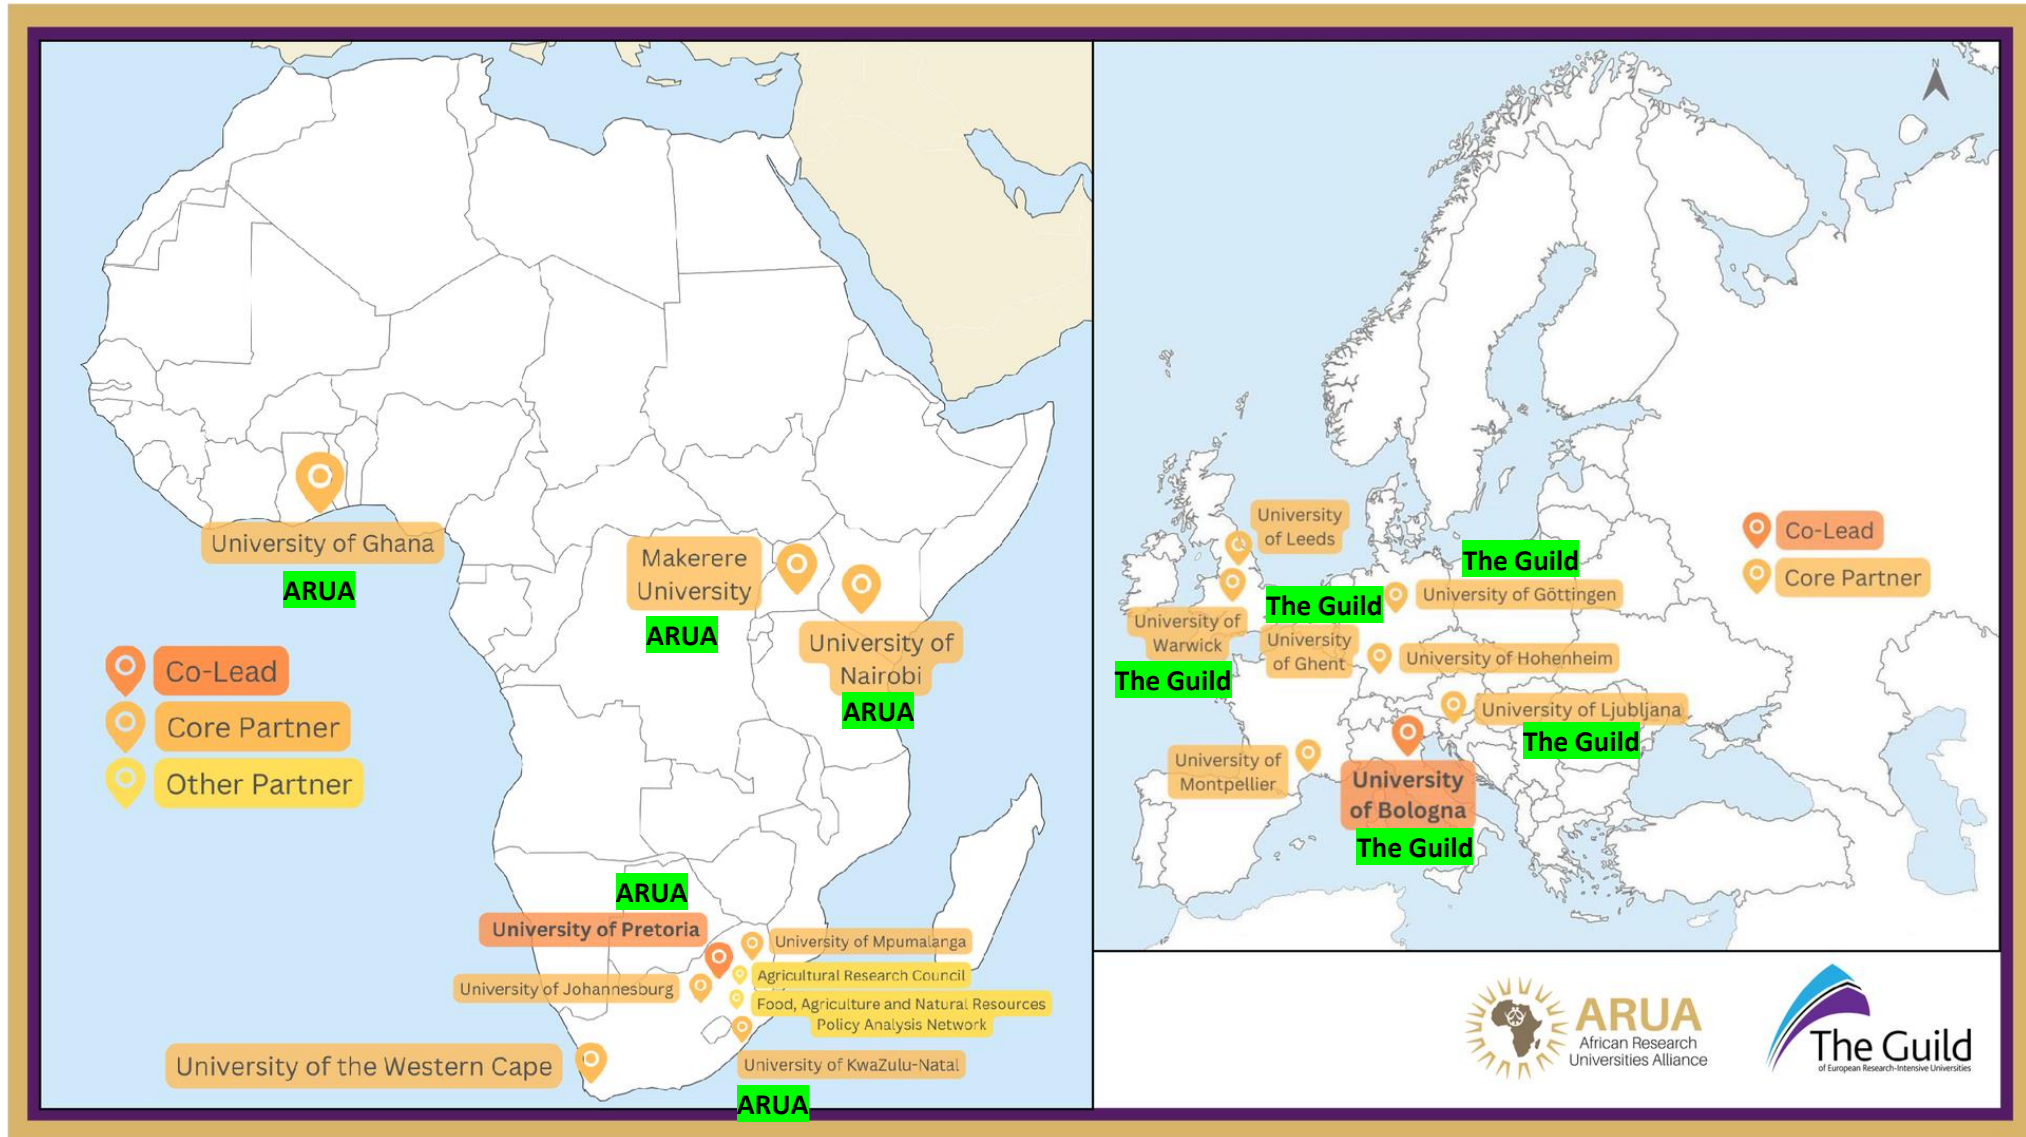 University of Ghana
ARUA
Makerere
University
ARUA
University of
Nairobi
ARUA
Co-Lead
Core Partner
Other Partner
ARUA
University of Pretoria
University of Mpumalanga
Agricultural Research Council
University of Johannesburg
Food, Agriculture and Natural Resources
Policy Analysis Network
University of the Western Cape
University of KwaZulu-Natal
ARUA
N
University
of Leeds
Co-Lead
Core Partner
The Guild
The Guild
University of Göttingen
University of
Warwick
The Guild
University
of Ghent
University of Hohenheim
University of Ljubljana
The Guild
University of
Montpellier
University
of Bologna
The Guild
ARUA
African Research
Universities Alliance
The Guild
of European Research-Intensive Universities